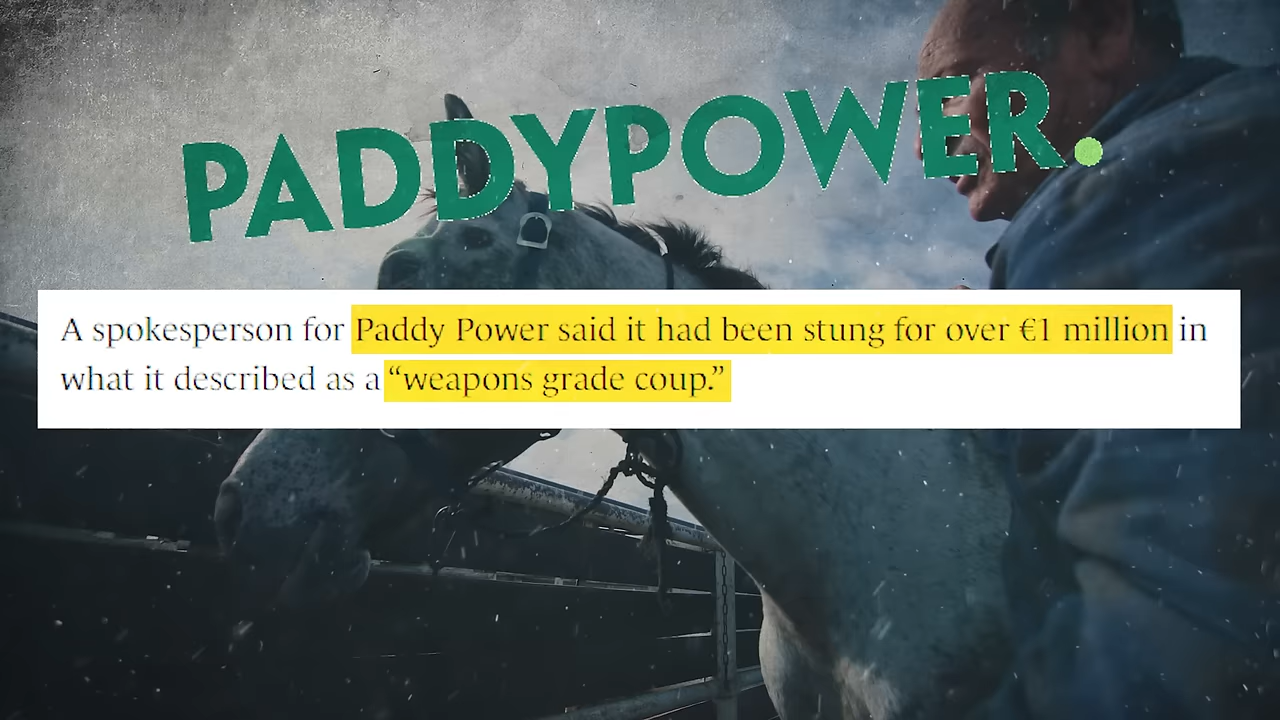 PADDYPOWER.
A spokesperson for Paddy Power said it had been stung for over €1 million in
what it described as a “weapons grade coup.”